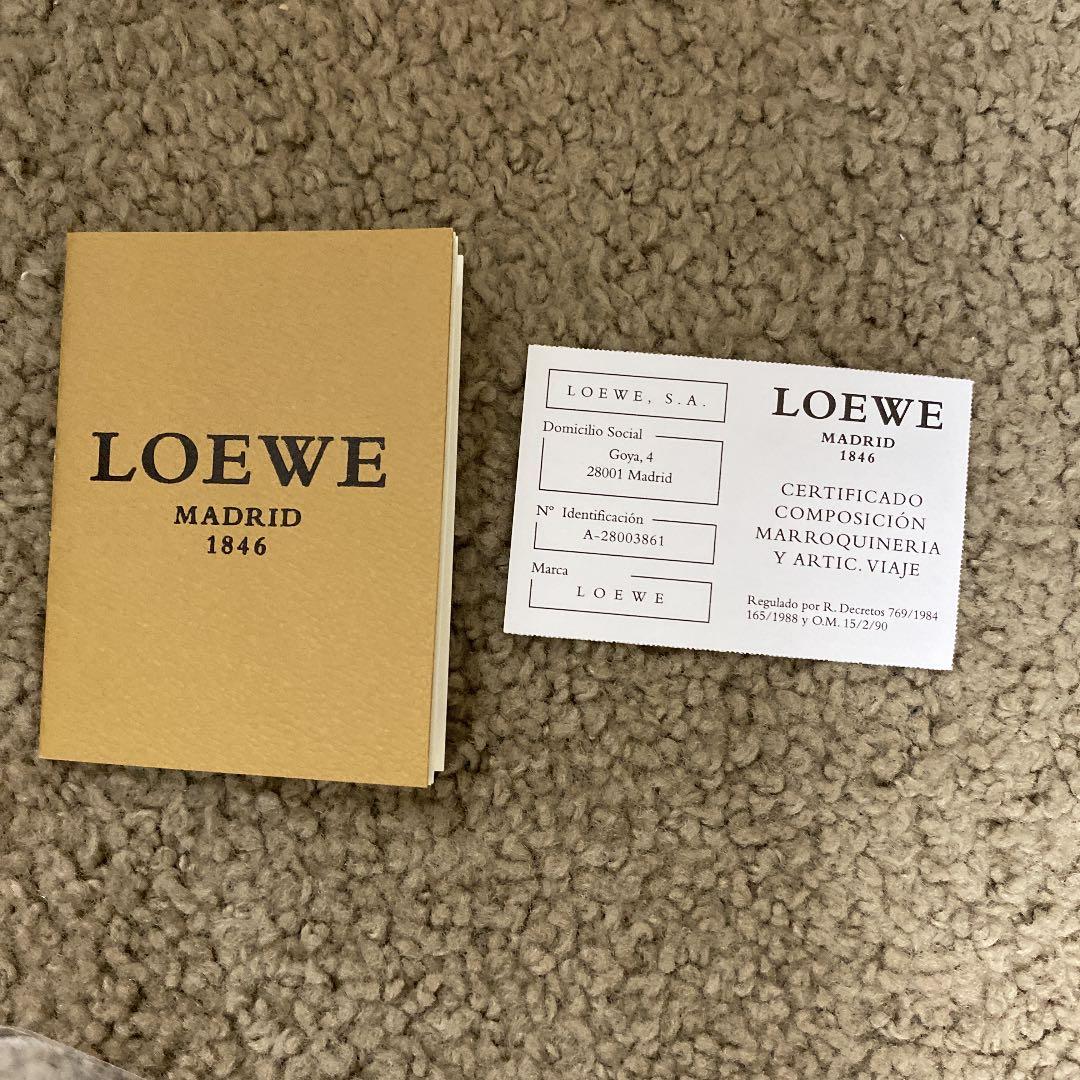 LOEWE
MADRID
1846
LOEWE, S.A.
Domicilio Social
Goya, 4
28001 Madrid
Nº Identificación
A-28003861
Marca
LOEWE
LOEWE
MADRID
1846
CERTIFICADO
COMPOSICIÓN
MARROQUINERIA
Y ARTIC. VIAJE
Regulado por R. Decretos 769/1984
165/1988 y O.M. 15/2/90